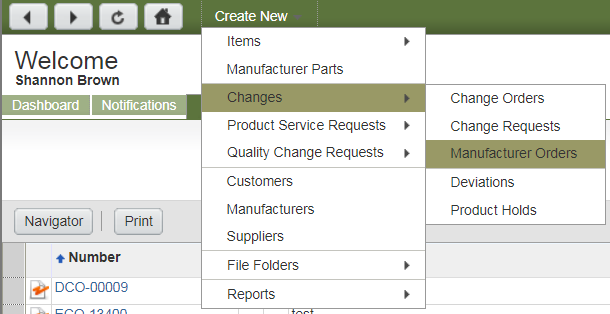 Create New
Welcome
Shannon Brown
Dashboard Notifications
Items
Manufacturer Parts
Changes
Product Service Requests
Quality Change Requests
Customers
Manufacturers
Suppliers
File Folders
Reports
Change Orders
Change Requests
Manufacturer Orders
Deviations
Product Holds
Navigator Print
Number
DCO-00009
ECO-13400
test